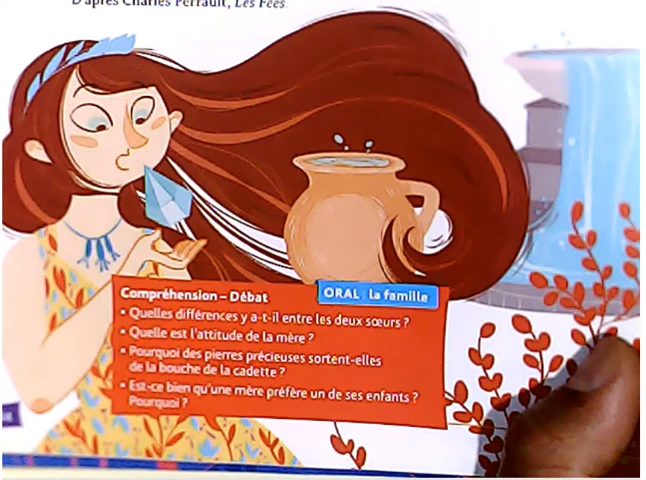 D'après Charles Perrault, Les Fées.
Compréhension – Débat
ORAL : la famille
• Quelles différences y a-t-il entre les deux sœurs ?
• Quelle est l'attitude de la mère ?
• Pourquoi des pierres précieuses sortent-elles
de la bouche de la cadette ?
• Est-ce bien qu'une mère préfère un de ses enfants ?
Pourquoi ?